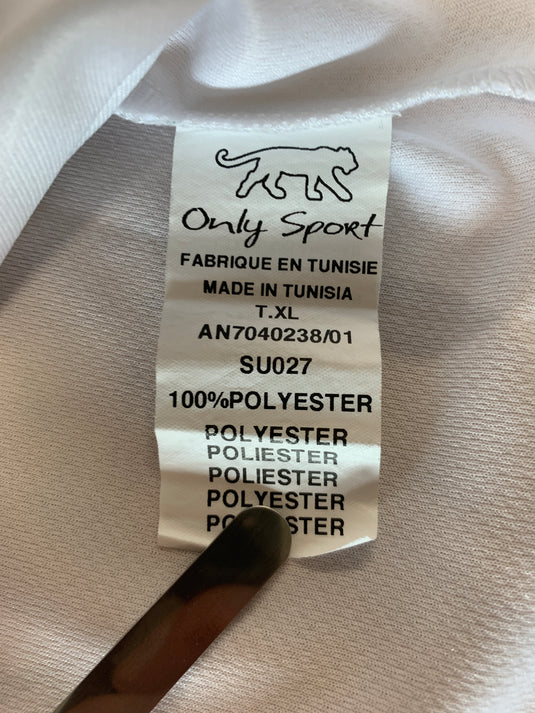 Only Sport
FABRIQUE EN TUNISIE
MADE IN TUNISIA
T.XL
AN7040238/01
SU027
100%POLYESTER
POLYESTER
POLIESTER
POLIESTER
POLYESTER